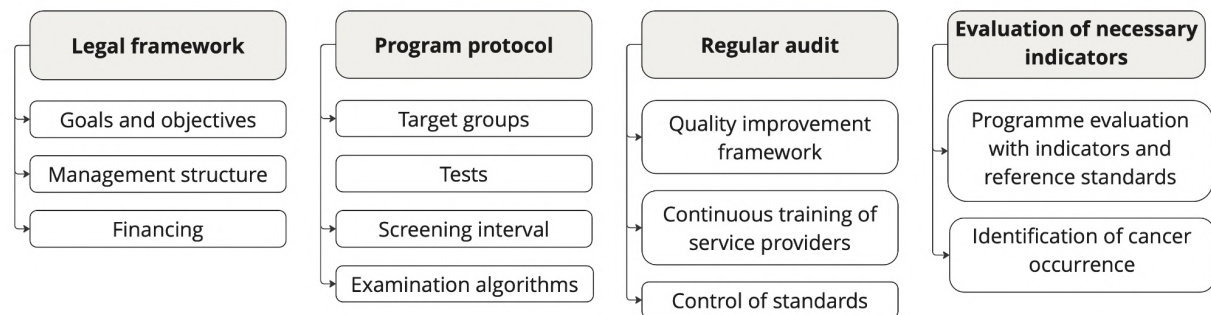 Legal framework
Goals and objectives
Management structure
Financing
Program protocol
Target groups
Tests
Screening interval
Examination algorithms
Regular audit
Quality improvement
framework
Continuous training of
service providers
Control of standards
Evaluation of necessary
indicators
Programme evaluation
with indicators and
reference standards
Identification of cancer
occurrence